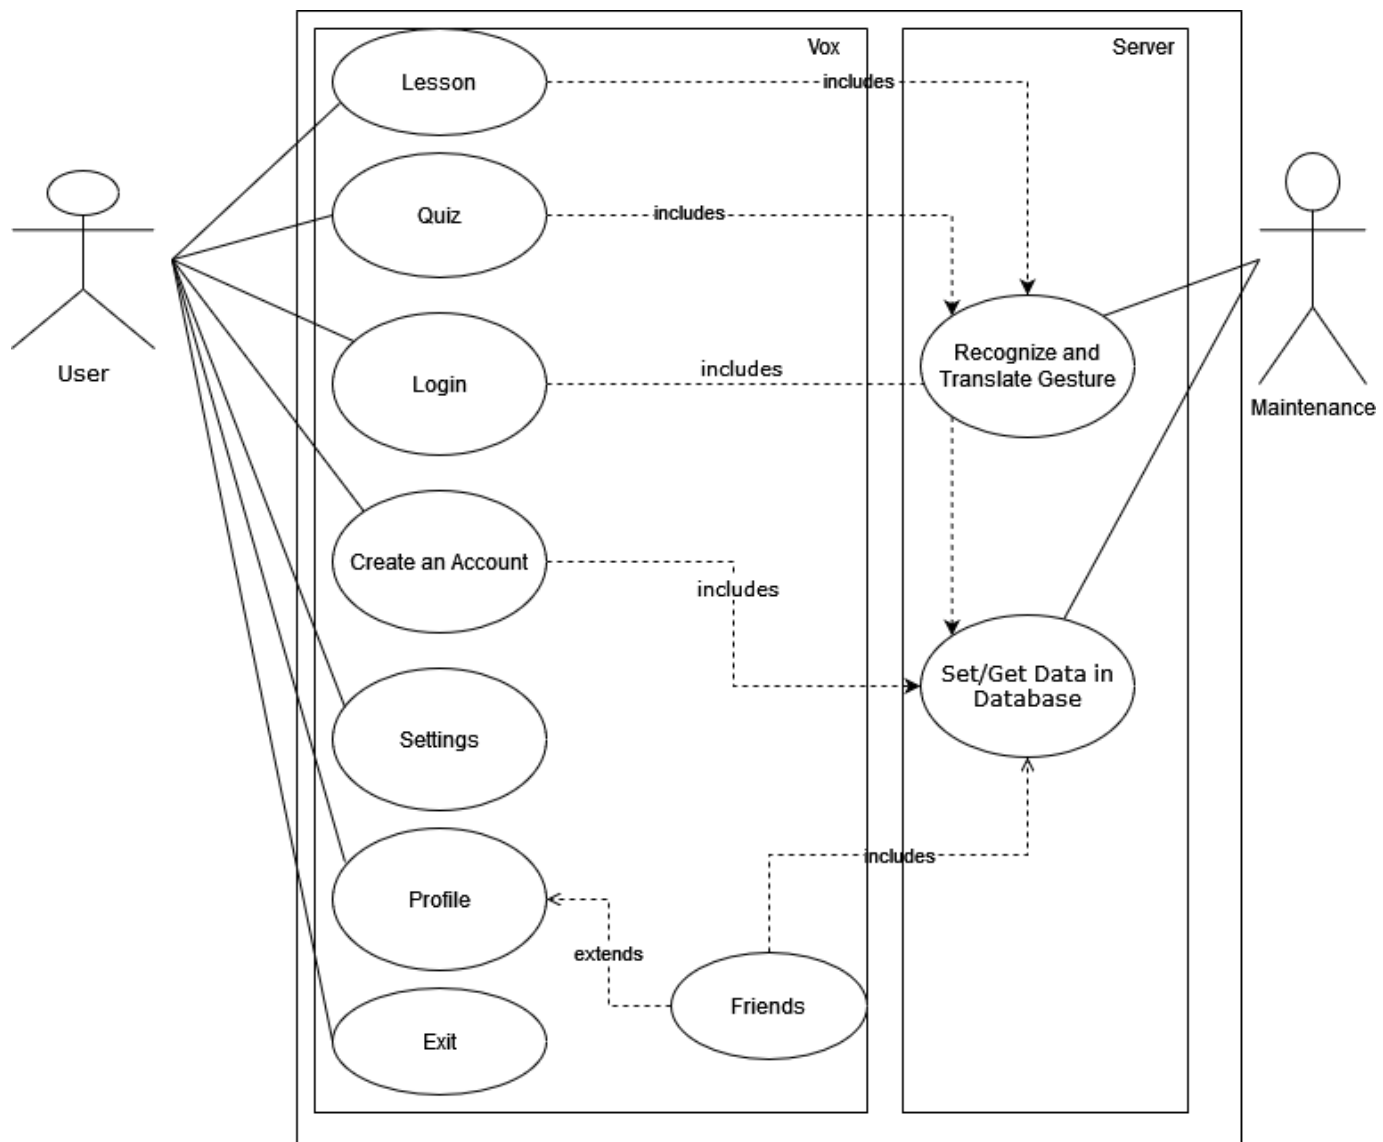 Vox
Server
Lesson
includes
Quiz
includes
Recognize and
Translate Gesture
User
Login
includes
Maintenance
Create an Account
includes
Set/Get Data in
Database
Settings
includes
Profile
extends
Friends
Exit